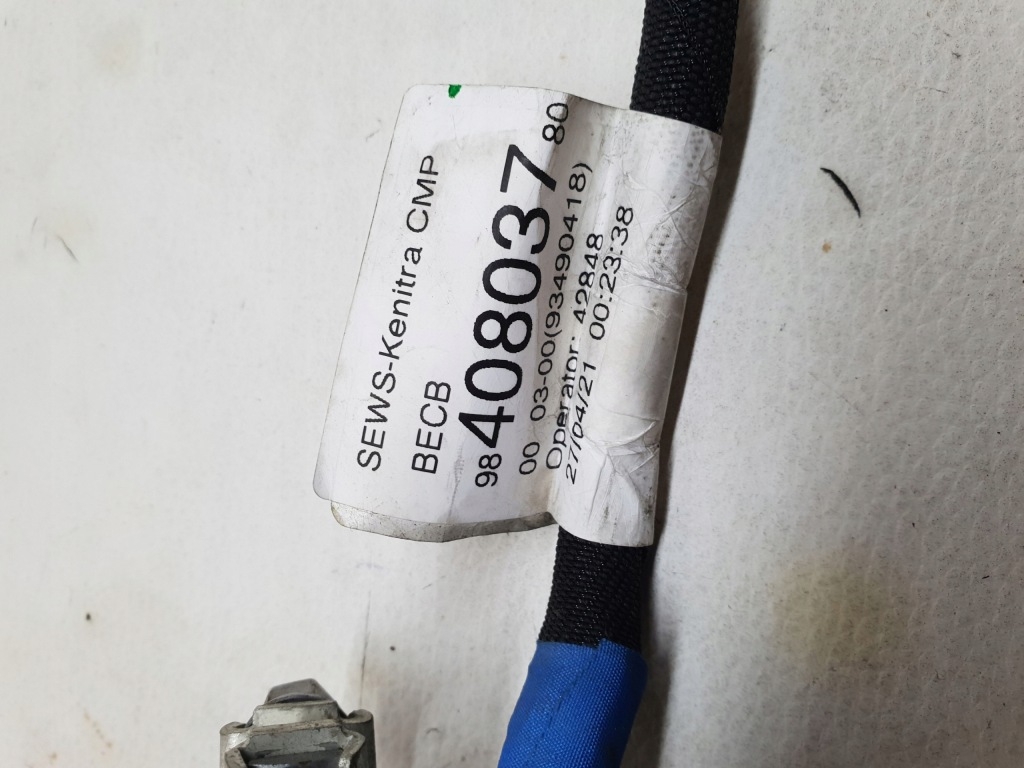 SEWS-Kenitra CMP
BECB
98 408037 80
00 03-00(93490418)
Operator: 42848
27/04/21 00:23:38